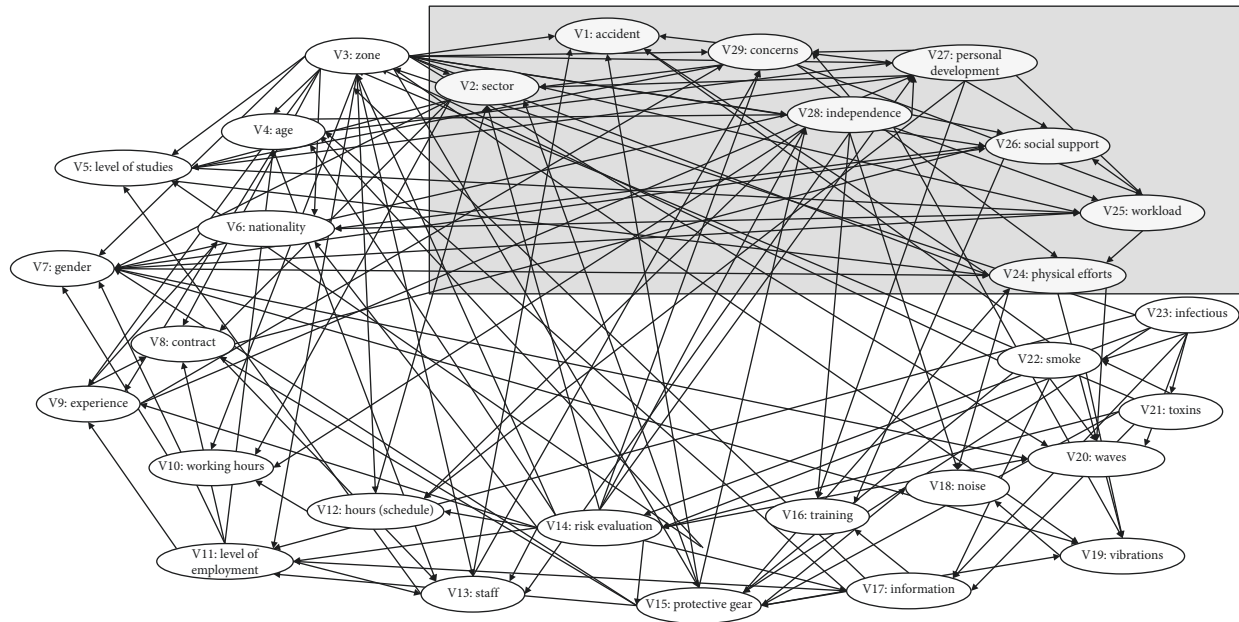 V1: accident
V3: zone
V29: concerns
V27: personal
development
V2: sector
V28: independence
V4: age
V26: social support
V5: level of studies
V25: workload
V6: nationality
V7: gender
V24: physical efforts
V23: infectious
V8: contract
V22: smoke
V9: experience
V21: toxins
V10: working hours
V20: waves
V18: noise
V12: hours (schedule)
V14: risk evaluation
V16: training
V11: level of
employment
V19: vibrations
V13: staff
V15: protective gear
V17: information